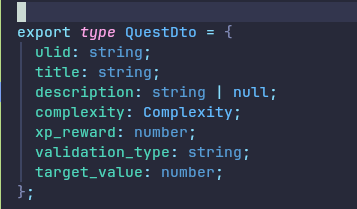 export type QuestDto = {
  ulid: string;
  title: string;
  description: string | null;
  complexity: Complexity;
  xp_reward: number;
  validation_type: string;
  target_value: number;
};